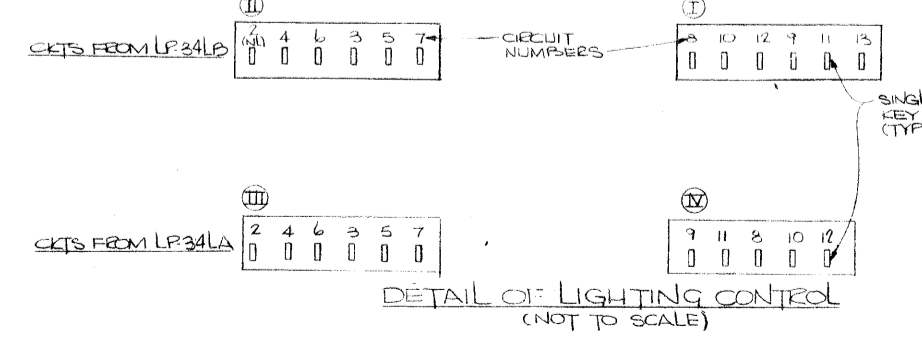 II
CKTS FROM LP.34LB
2 4 6 3 5 7
(NL)
CIRCUIT
NUMBERS
I
8 10 12 9 11 13
KEY
III
CKTS FROM LP.34LA
2 4 6 3 5 7
IV
9 11 8 10 12
DETAIL OF LIGHTING CONTROL
(NOT TO SCALE)